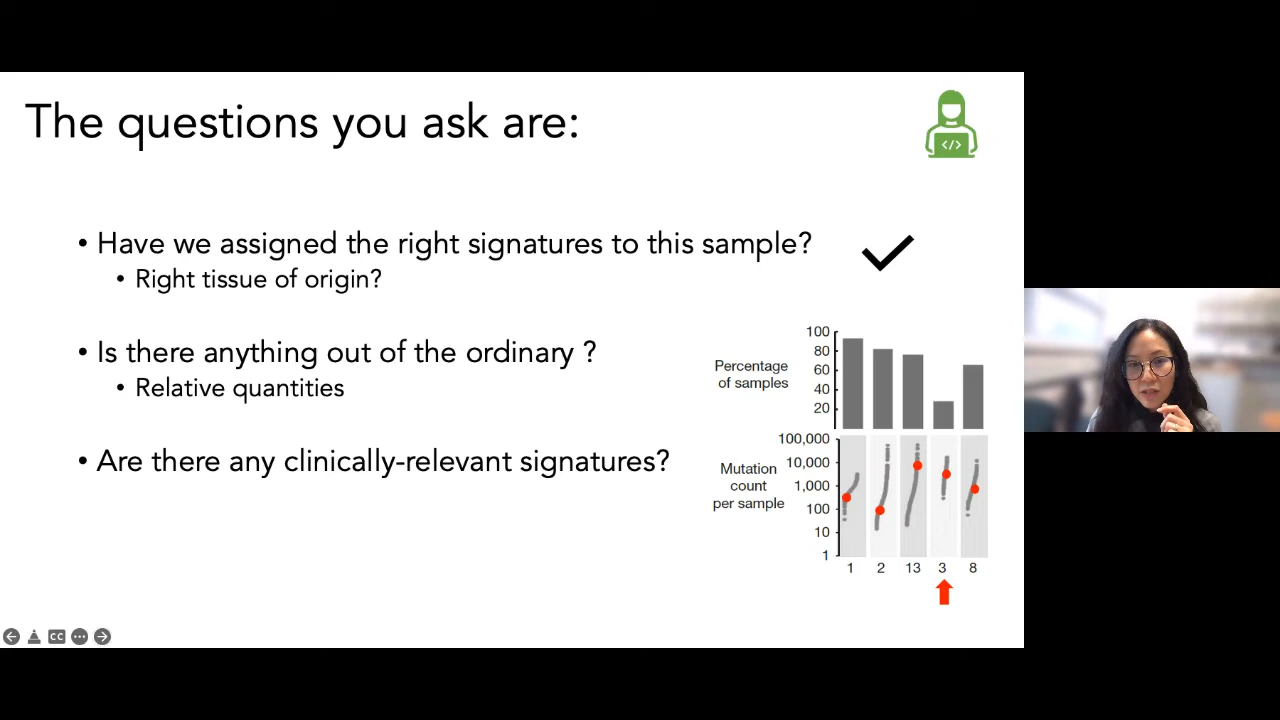 The questions you ask are:
</>
• Have we assigned the right signatures to this sample?
• Right tissue of origin?
• Is there anything out of the ordinary ?
• Relative quantities
• Are there any clinically-relevant signatures?
Percentage
of samples
100
80
60
40
20
Mutation
count
per sample
100,000
10,000
1,000
100
10
1
1 2 13 3 8
CC